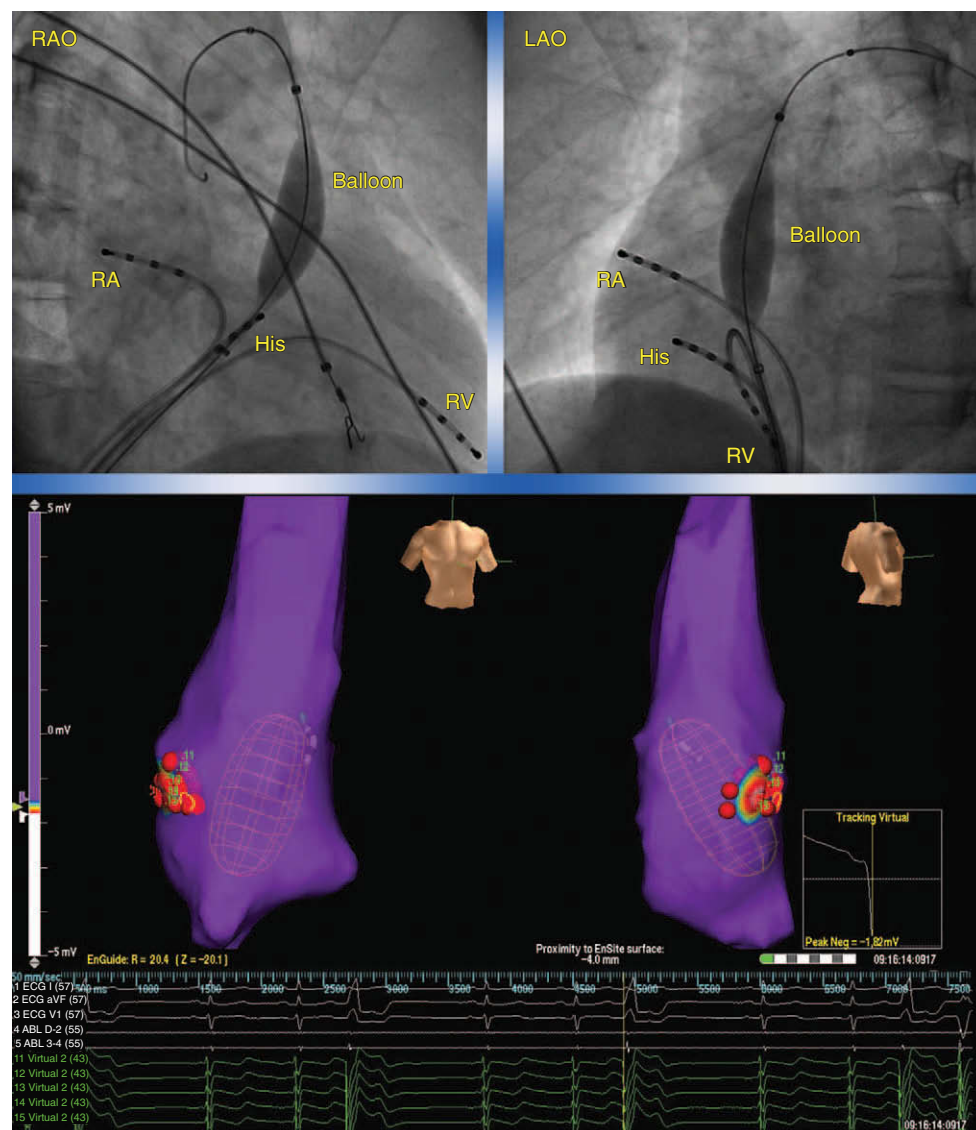 RAO
Balloon
RA
His
RV
LAO
Balloon
RA
His
RV
5 mV
0 mV
-5 mV
11
12
11
12
Tracking Virtual
Peak Neg = -1,82mV
EnGuide: R = 20.4 ( Z = -20.1 )
Proximity to EnSite surface:
-4.0 mm
09:16:14:0917
50 mm/sec
1000 1500 2000 2500 3000 3500 4000 4500 5000 5500 6000 6500 7000 7500
1 ECG I (57)
2 ECG aVF (57)
3 ECG V1 (57)
4 ABL D-2 (55)
5 ABL 3-4 (55)
11 Virtual 2 (43)
12 Virtual 2 (43)
13 Virtual 2 (43)
14 Virtual 2 (43)
15 Virtual 2 (43)
09:16:14:0917